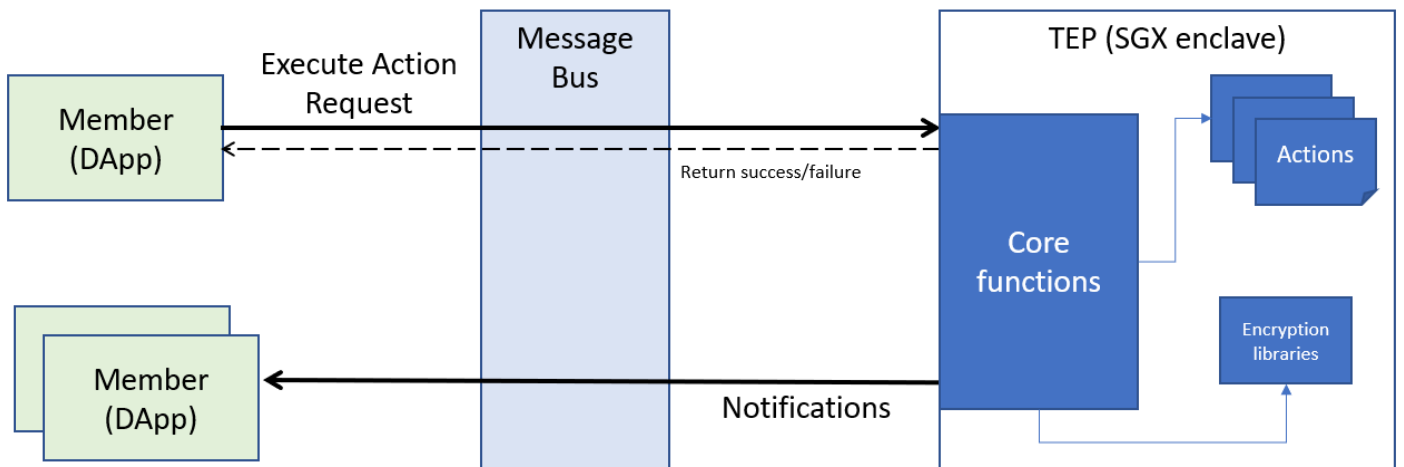 Message
Bus
TEP (SGX enclave)
Execute Action
Request
Member
(DApp)
Actions
Return success/failure
Core
functions
Encryption
libraries
Member
(DApp)
Notifications